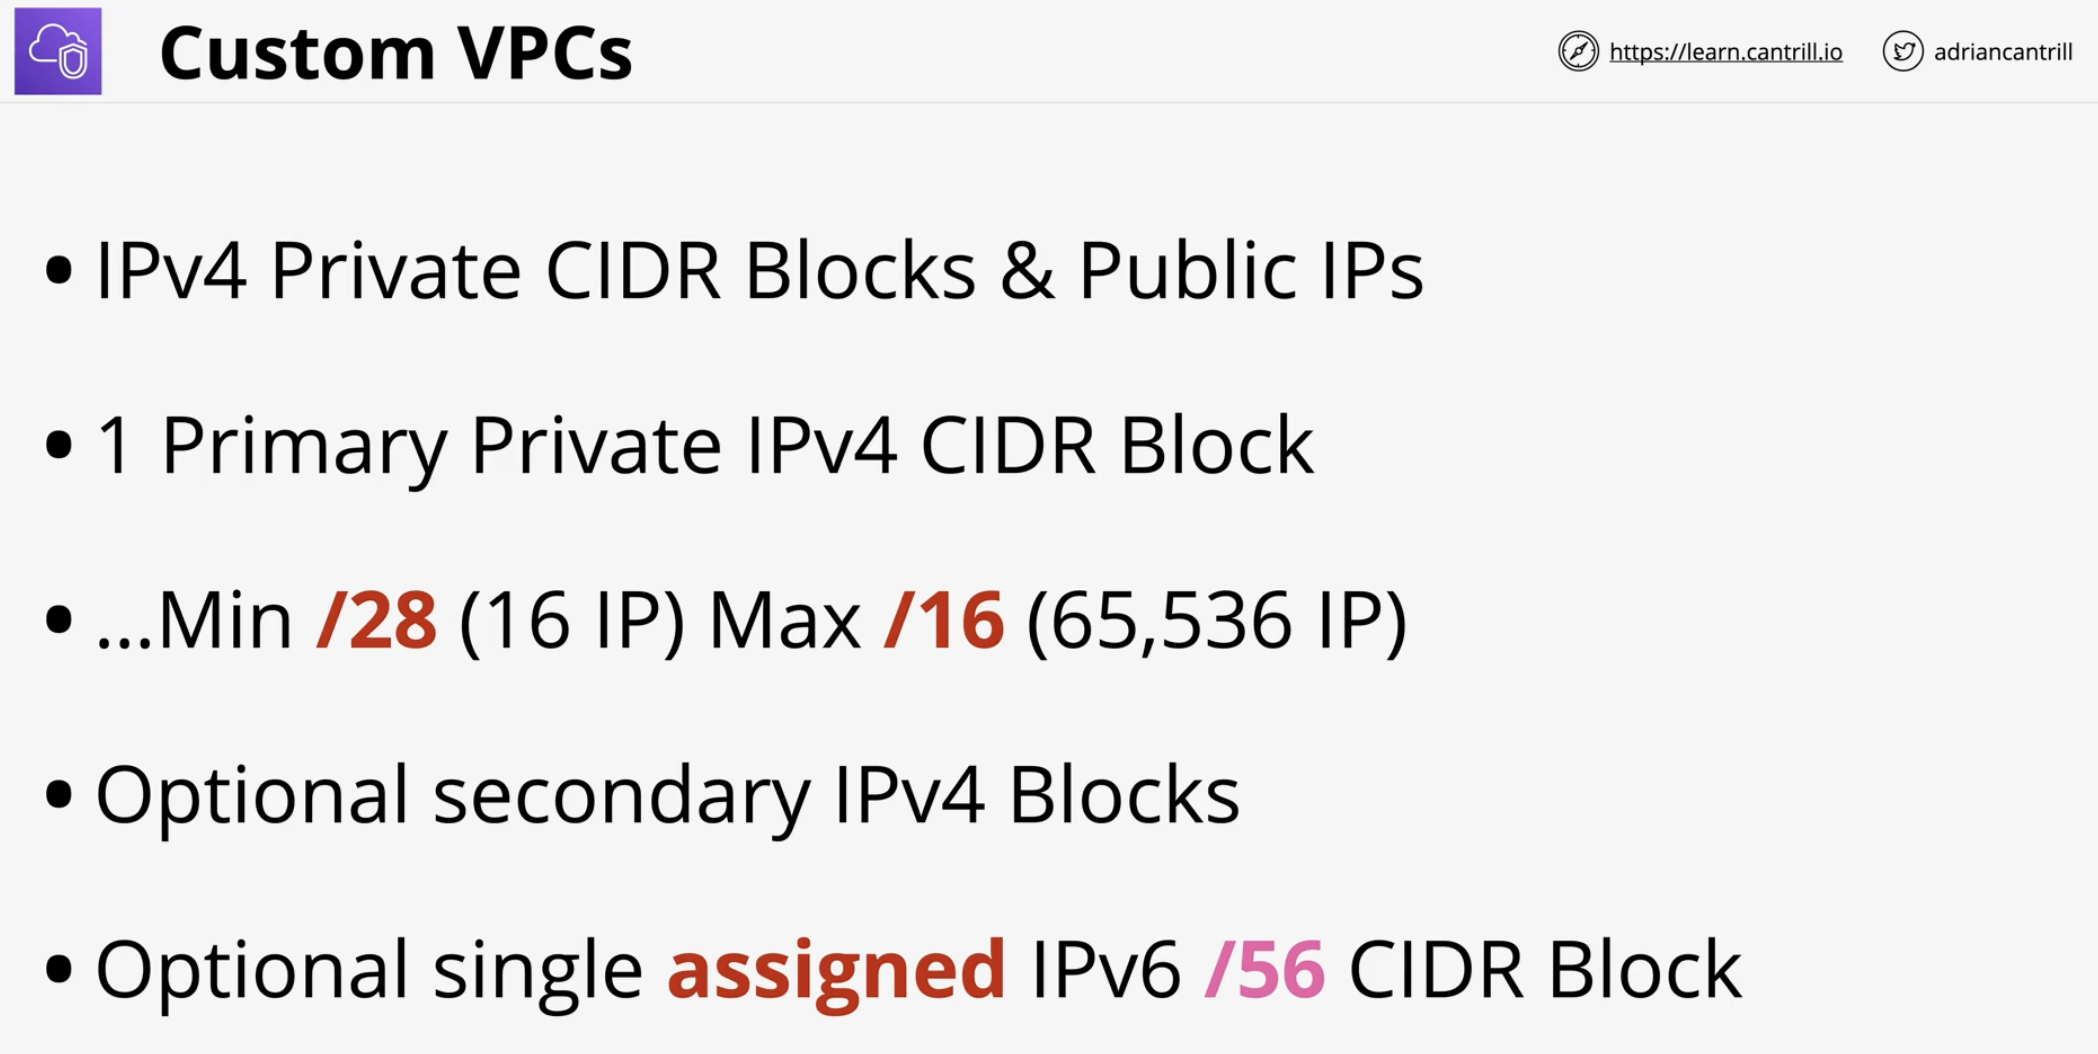 Custom VPCs
https://learn.cantrill.io
adriancantrill
• IPv4 Private CIDR Blocks & Public IPs
• 1 Primary Private IPv4 CIDR Block
• ...Min /28 (16 IP) Max /16 (65,536 IP)
• Optional secondary IPv4 Blocks
• Optional single assigned IPv6 /56 CIDR Block